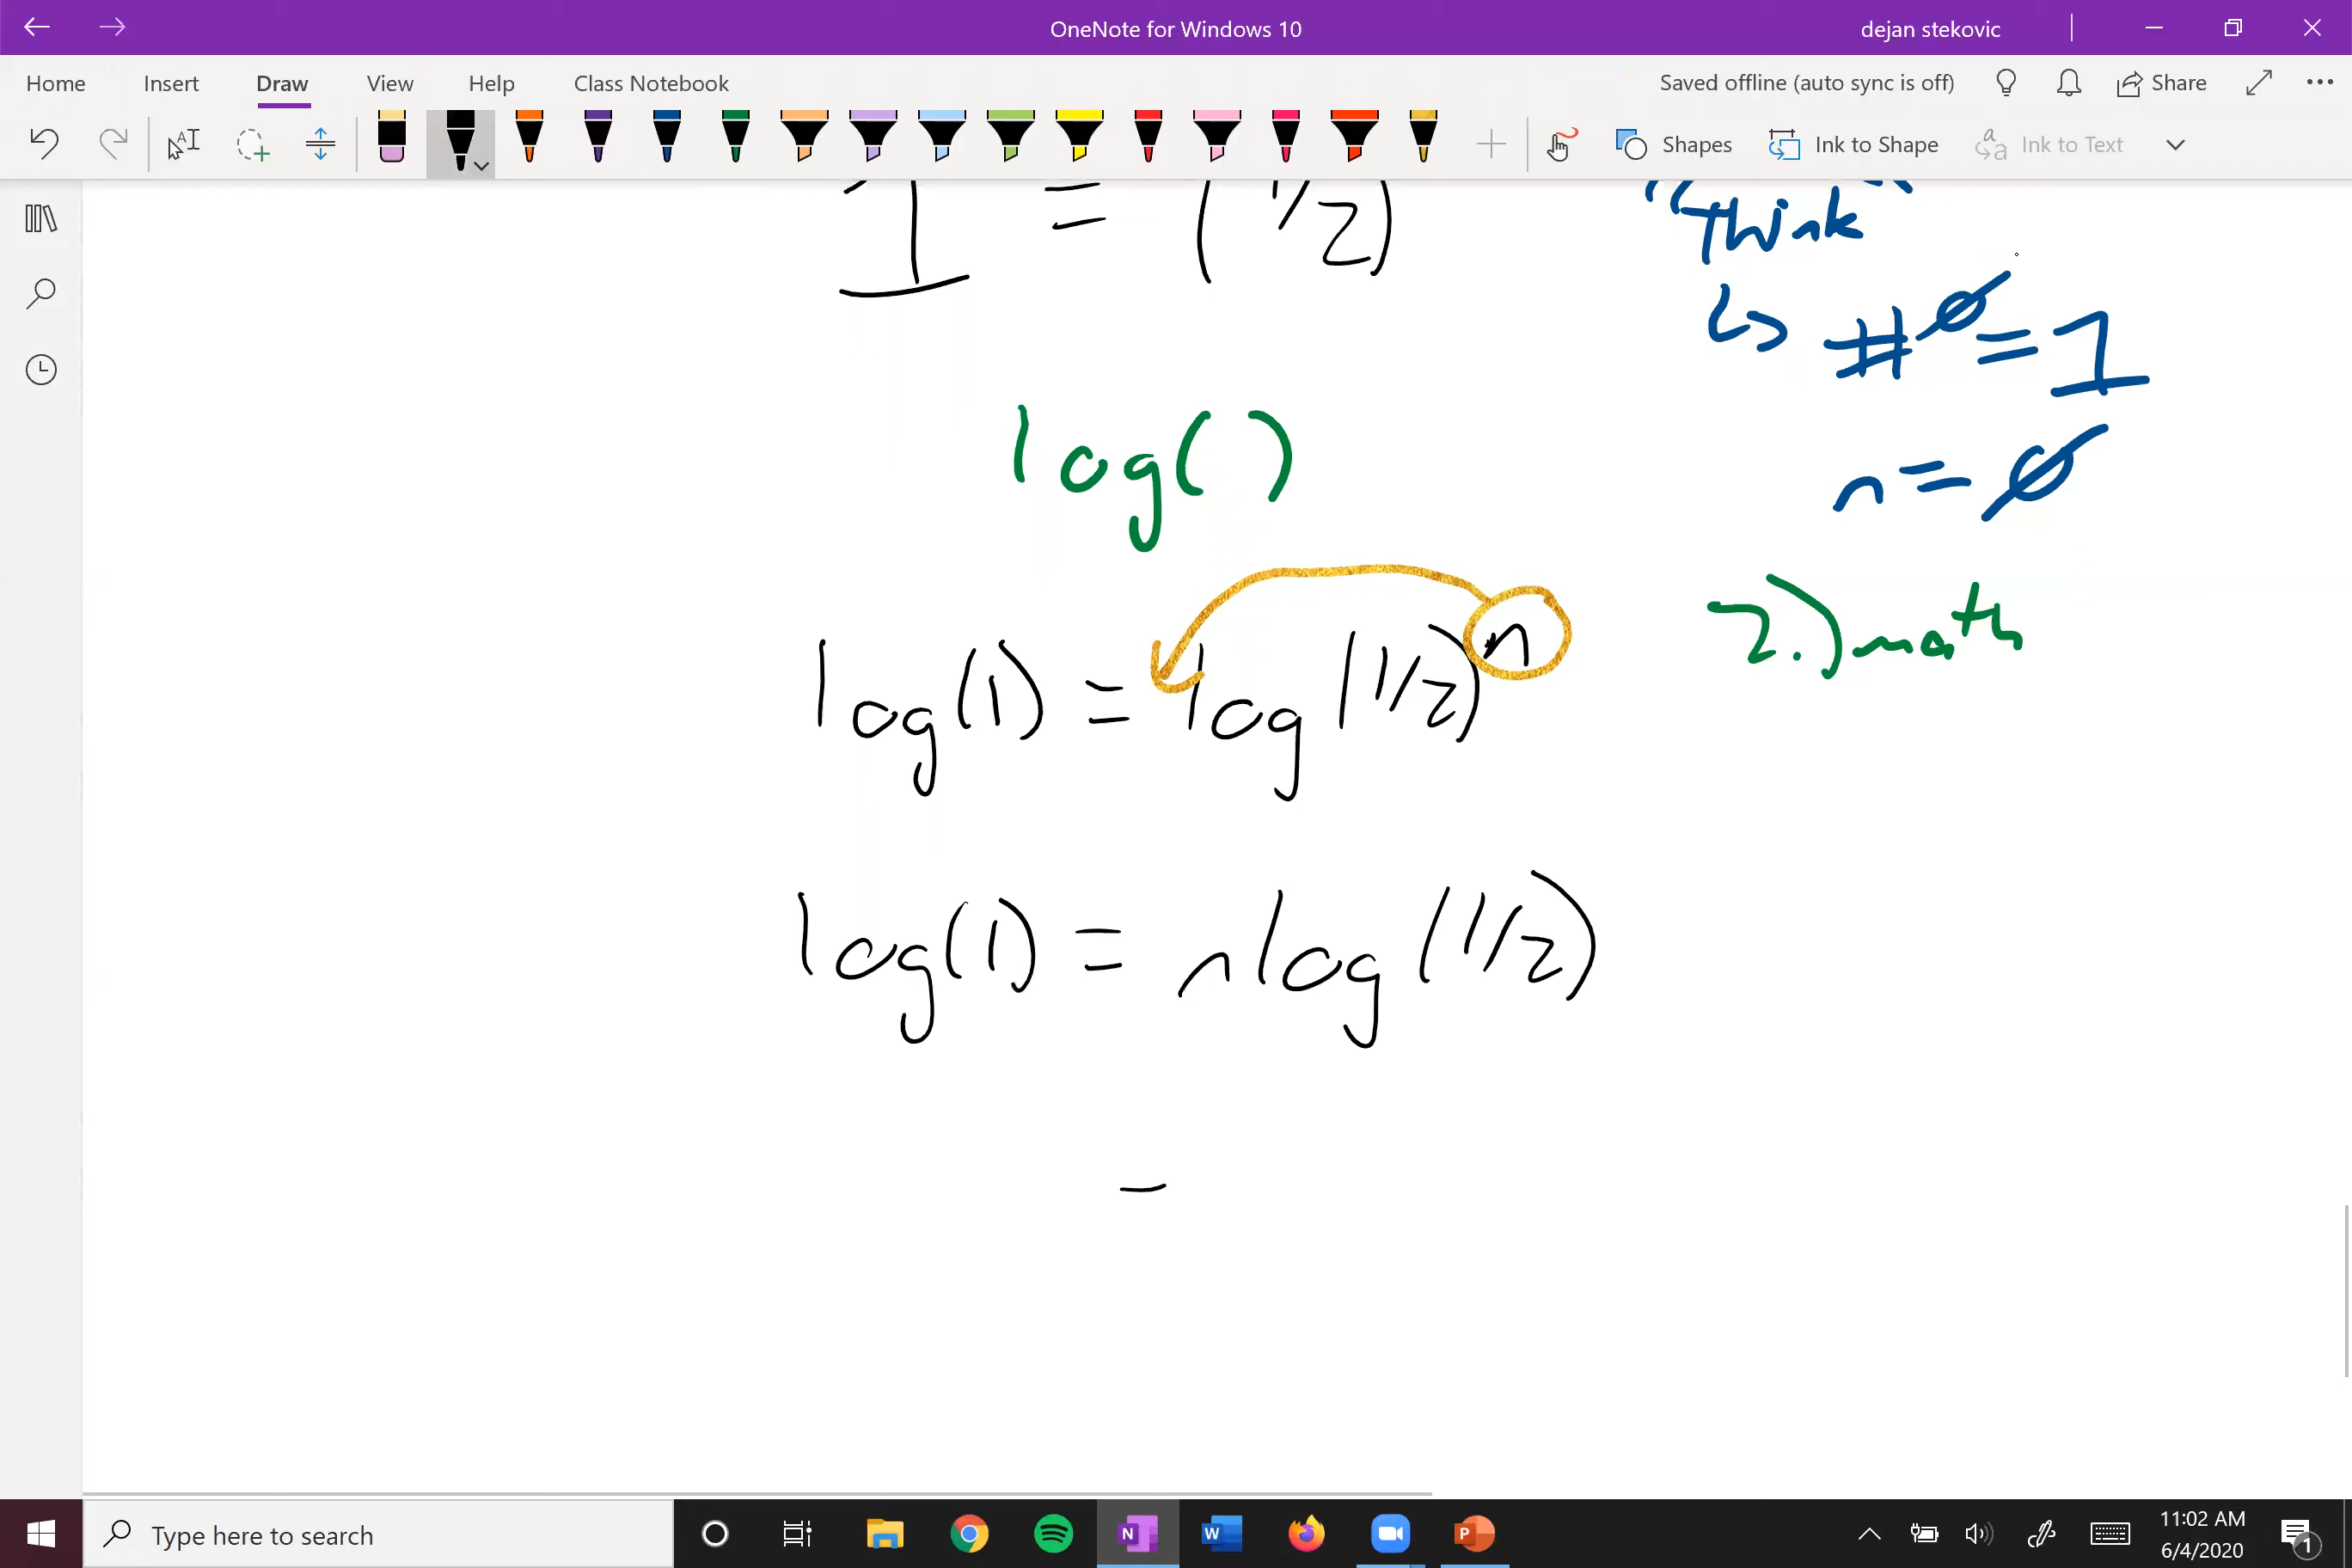 OneNote for Windows 10
dejan stekovic
Home Insert Draw View Help Class Notebook
Saved offline (auto sync is off) Share
Shapes Ink to Shape Ink to Text
1 = (1/2)
Think
↳ #^∅ = 1
log( )
n = ∅
2.) math
log(1) = log(1/2)^n
log(1) = n log(1/2)
–
Type here to search
11:02 AM
6/4/2020
1